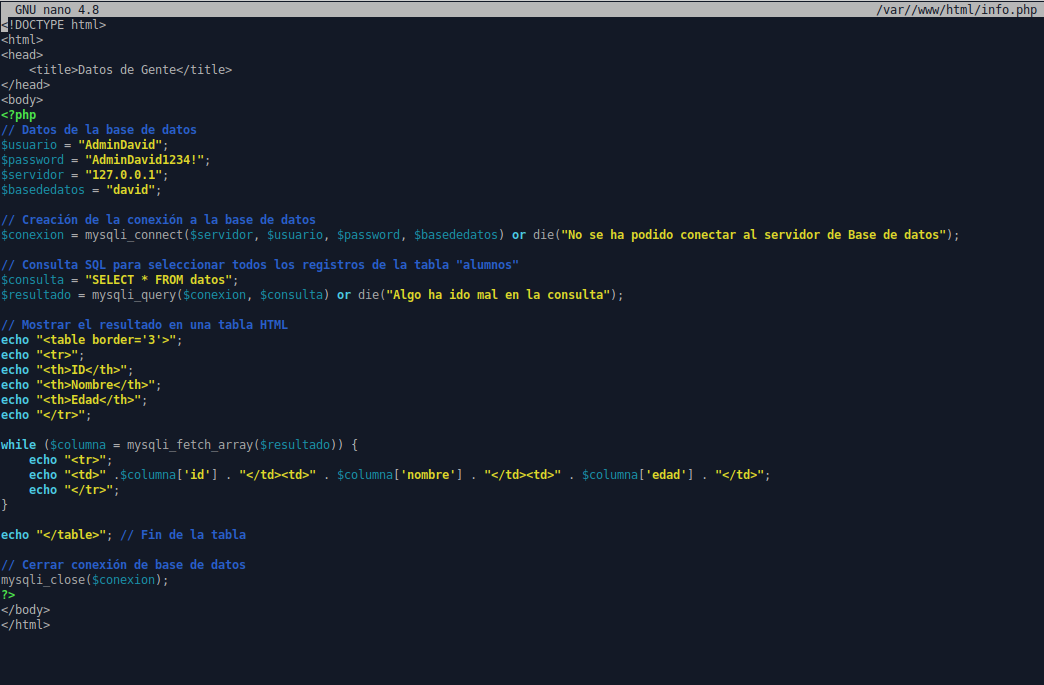 GNU nano 4.8 /var//www/html/info.php
<!DOCTYPE html>
<html>
<head>
    <title>Datos de Gente</title>
</head>
<body>
<?php
// Datos de la base de datos
$usuario = "AdminDavid";
$password = "AdminDavid1234!";
$servidor = "127.0.0.1";
$basededatos = "david";

// Creación de la conexión a la base de datos
$conexion = mysqli_connect($servidor, $usuario, $password, $basededatos) or die("No se ha podido conectar al servidor de Base de datos");

// Consulta SQL para seleccionar todos los registros de la tabla "alumnos"
$consulta = "SELECT * FROM datos";
$resultado = mysqli_query($conexion, $consulta) or die("Algo ha ido mal en la consulta");

// Mostrar el resultado en una tabla HTML
echo "<table border='3'>";
echo "<tr>";
echo "<th>ID</th>";
echo "<th>Nombre</th>";
echo "<th>Edad</th>";
echo "</tr>";

while ($columna = mysqli_fetch_array($resultado)) {
    echo "<tr>";
    echo "<td>" .$columna['id'] . "</td><td>" . $columna['nombre'] . "</td><td>" . $columna['edad'] . "</td>";
    echo "</tr>";
}

echo "</table>"; // Fin de la tabla

// Cerrar conexión de base de datos
mysqli_close($conexion);
?>
</body>
</html>